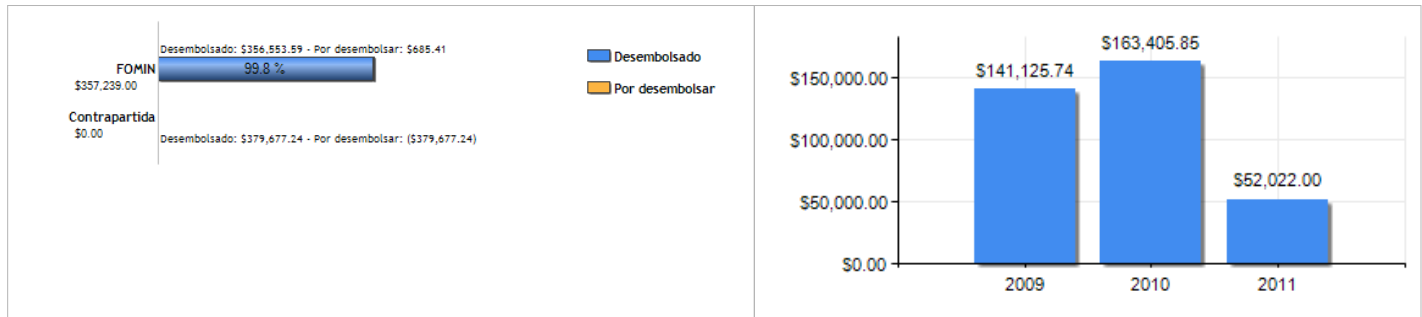 Desembolsado: $356,553.59 - Por desembolsar: $685.41
FOMIN
99.8 %
$357,239.00
Contrapartida
$0.00
Desembolsado: $379,677.24 - Por desembolsar: ($379,677.24)
Desembolsado
Por desembolsar
$163,405.85
$141,125.74
$150,000.00
$100,000.00
$52,022.00
$50,000.00
$0.00
2009 2010 2011